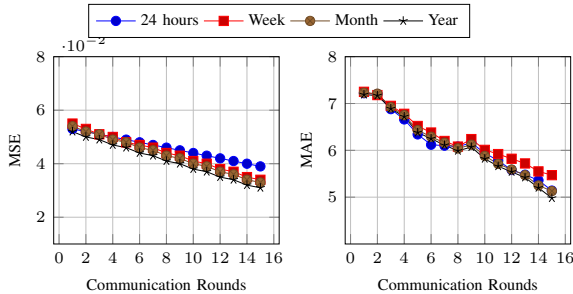 24 hours Week Month Year
·10⁻²
8
6
4
2
MSE
0 2 4 6 8 10 12 14 16
Communication Rounds
8
7
6
5
MAE
0 2 4 6 8 10 12 14 16
Communication Rounds